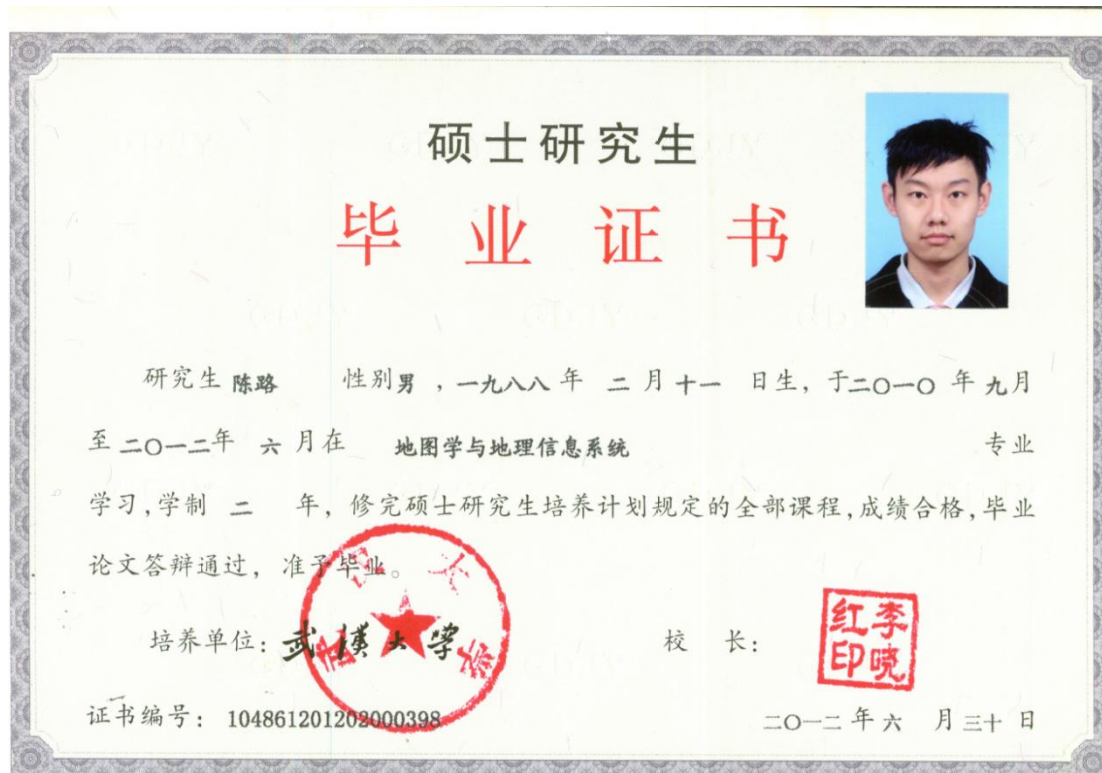 硕士研究生
毕业证书
研究生 陈路 性别男 ，一九八八年 二月十一 日生，于二〇一〇 年 九月
至二〇一二年 六 月在 地图学与地理信息系统 专业
学习，学制 二 年，修完硕士研究生培养计划规定的全部课程，成绩合格，毕业
论文答辩通过，准予毕业。
培养单位：武汉大学 校 长：
武汉大学
李晓红印
证书编号：104861201202000398 二〇一二年六 月三十 日